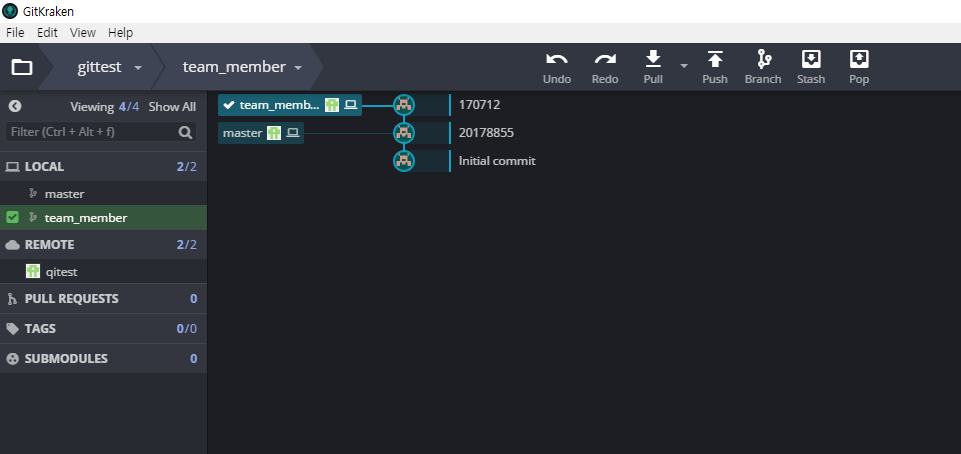 GitKraken
File Edit View Help
gittest team_member
Undo Redo Pull Push Branch Stash Pop
Viewing 4/4 Show All
Filter (Ctrl + Alt + f)
LOCAL 2/2
master
team_member
REMOTE 2/2
qitest
PULL REQUESTS 0
TAGS 0/0
SUBMODULES 0
team_memb... 170712
master 20178855
Initial commit